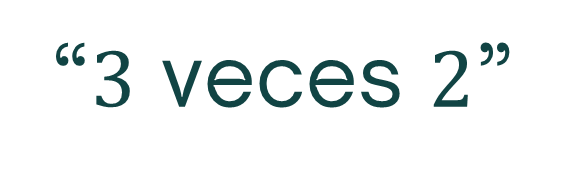 “3 veces 2”